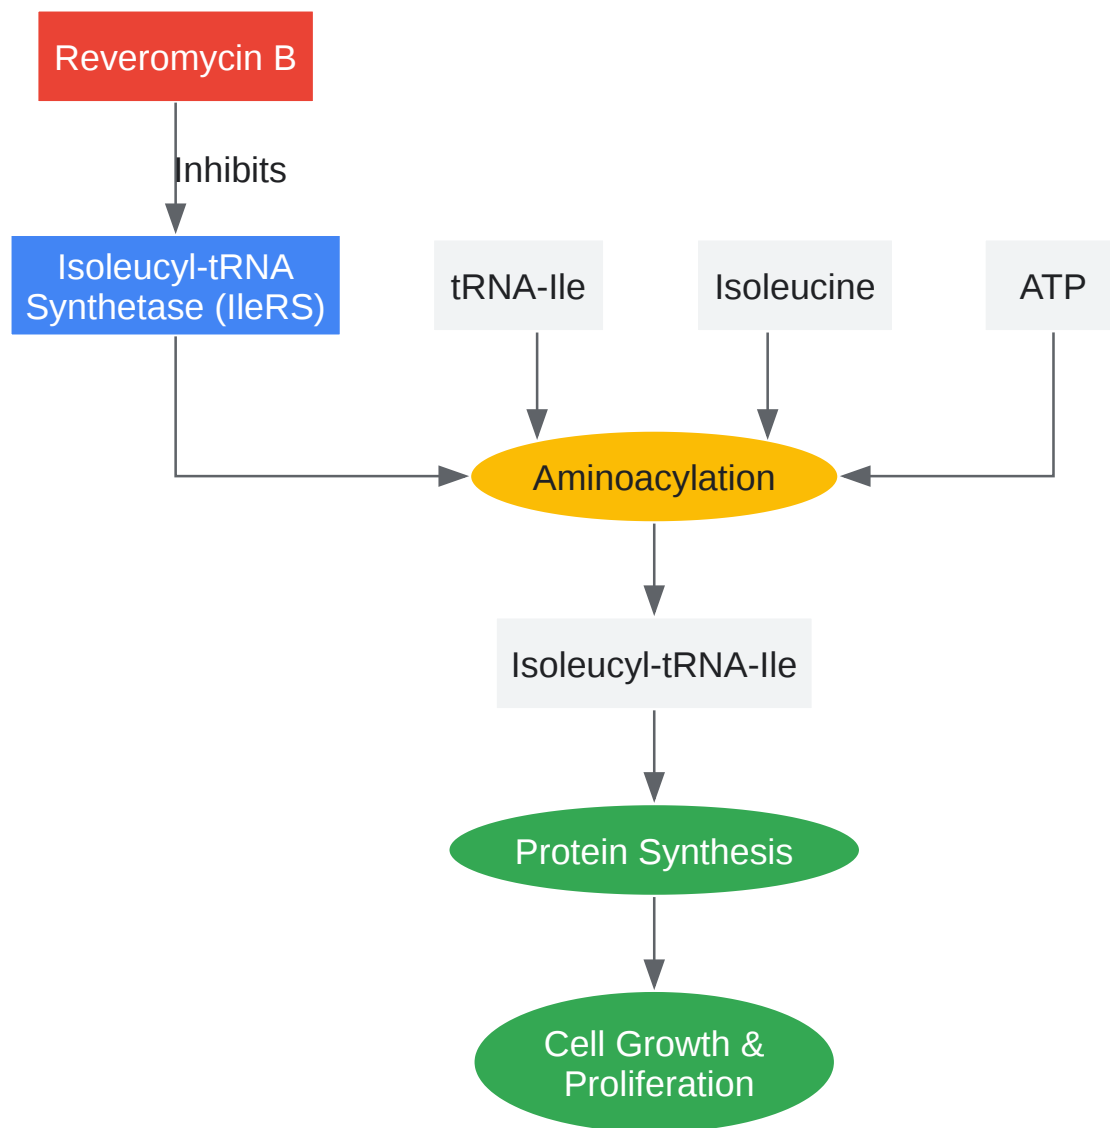 Reveromycin B
Inhibits
Isoleucyl-tRNA
Synthetase (IleRS)
tRNA-Ile
Isoleucine
ATP
Aminoacylation
Isoleucyl-tRNA-Ile
Protein Synthesis
Cell Growth &
Proliferation